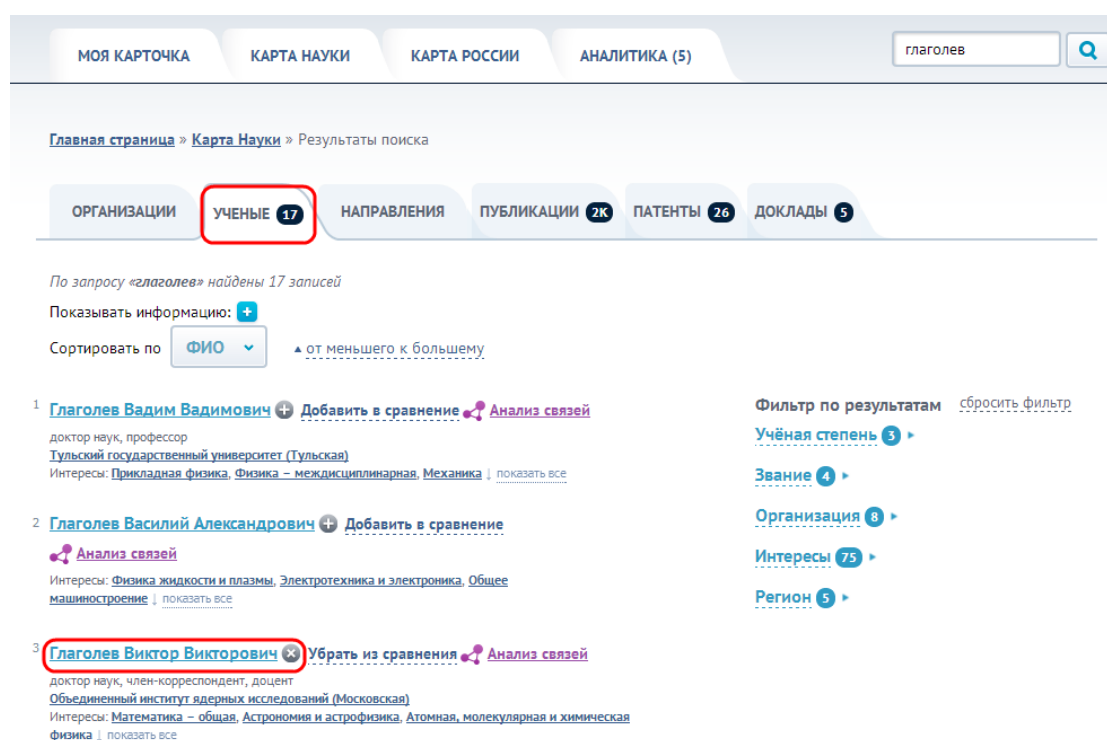 МОЯ КАРТОЧКА КАРТА НАУКИ КАРТА РОССИИ АНАЛИТИКА (5) глаголев
Главная страница » Карта Науки » Результаты поиска
ОРГАНИЗАЦИИ УЧЕНЫЕ 17 НАПРАВЛЕНИЯ ПУБЛИКАЦИИ 2K ПАТЕНТЫ 26 ДОКЛАДЫ 5
По запросу «глаголев» найдены 17 записей
Показывать информацию: +
Сортировать по ФИО от меньшего к большему
1 Глаголев Вадим Вадимович Добавить в сравнение Анализ связей
доктор наук, профессор
Тульский государственный университет (Тульская)
Интересы: Прикладная физика, Физика – междисциплинарная, Механика ↓ показать все
2 Глаголев Василий Александрович Добавить в сравнение
Анализ связей
Интересы: Физика жидкости и плазмы, Электротехника и электроника, Общее
машиностроение ↓ показать все
3 Глаголев Виктор Викторович Убрать из сравнения Анализ связей
доктор наук, член-корреспондент, доцент
Объединенный институт ядерных исследований (Московская)
Интересы: Математика – общая, Астрономия и астрофизика, Атомная, молекулярная и химическая
физика ↓ показать все
Фильтр по результатам сбросить фильтр
Учёная степень 3
Звание 4
Организация 8
Интересы 75
Регион 5